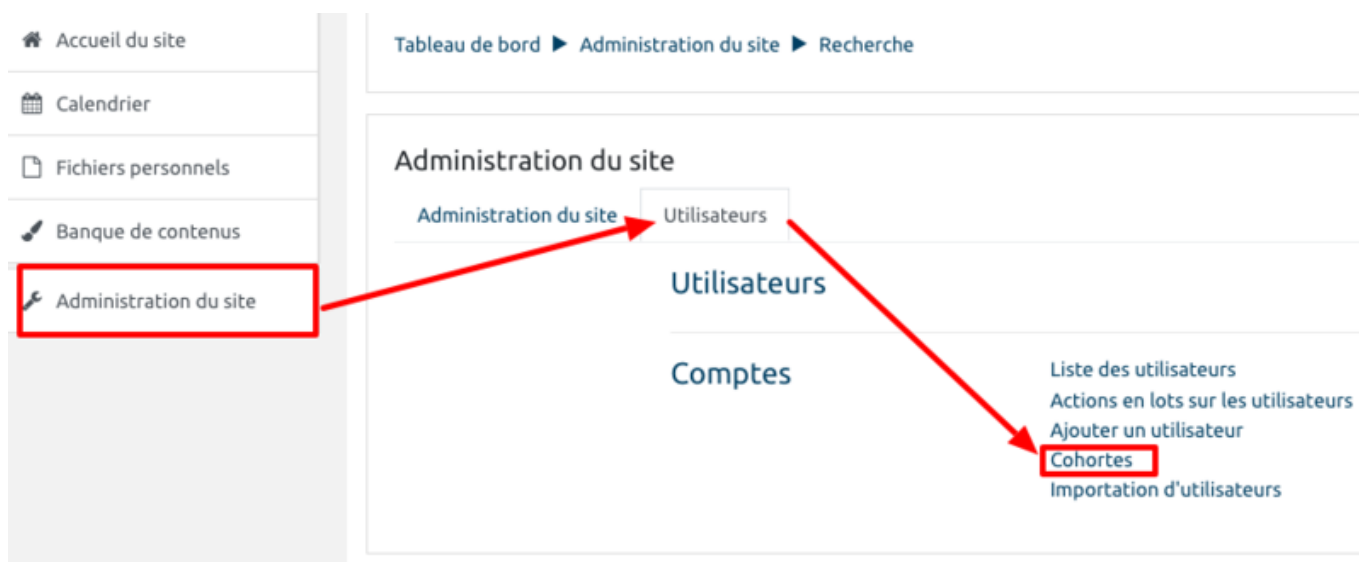 Accueil du site
Calendrier
Fichiers personnels
Banque de contenus
Administration du site
Tableau de bord ▶ Administration du site ▶ Recherche
Administration du site
Administration du site Utilisateurs
Utilisateurs
Comptes
Liste des utilisateurs
Actions en lots sur les utilisateurs
Ajouter un utilisateur
Cohortes
Importation d'utilisateurs